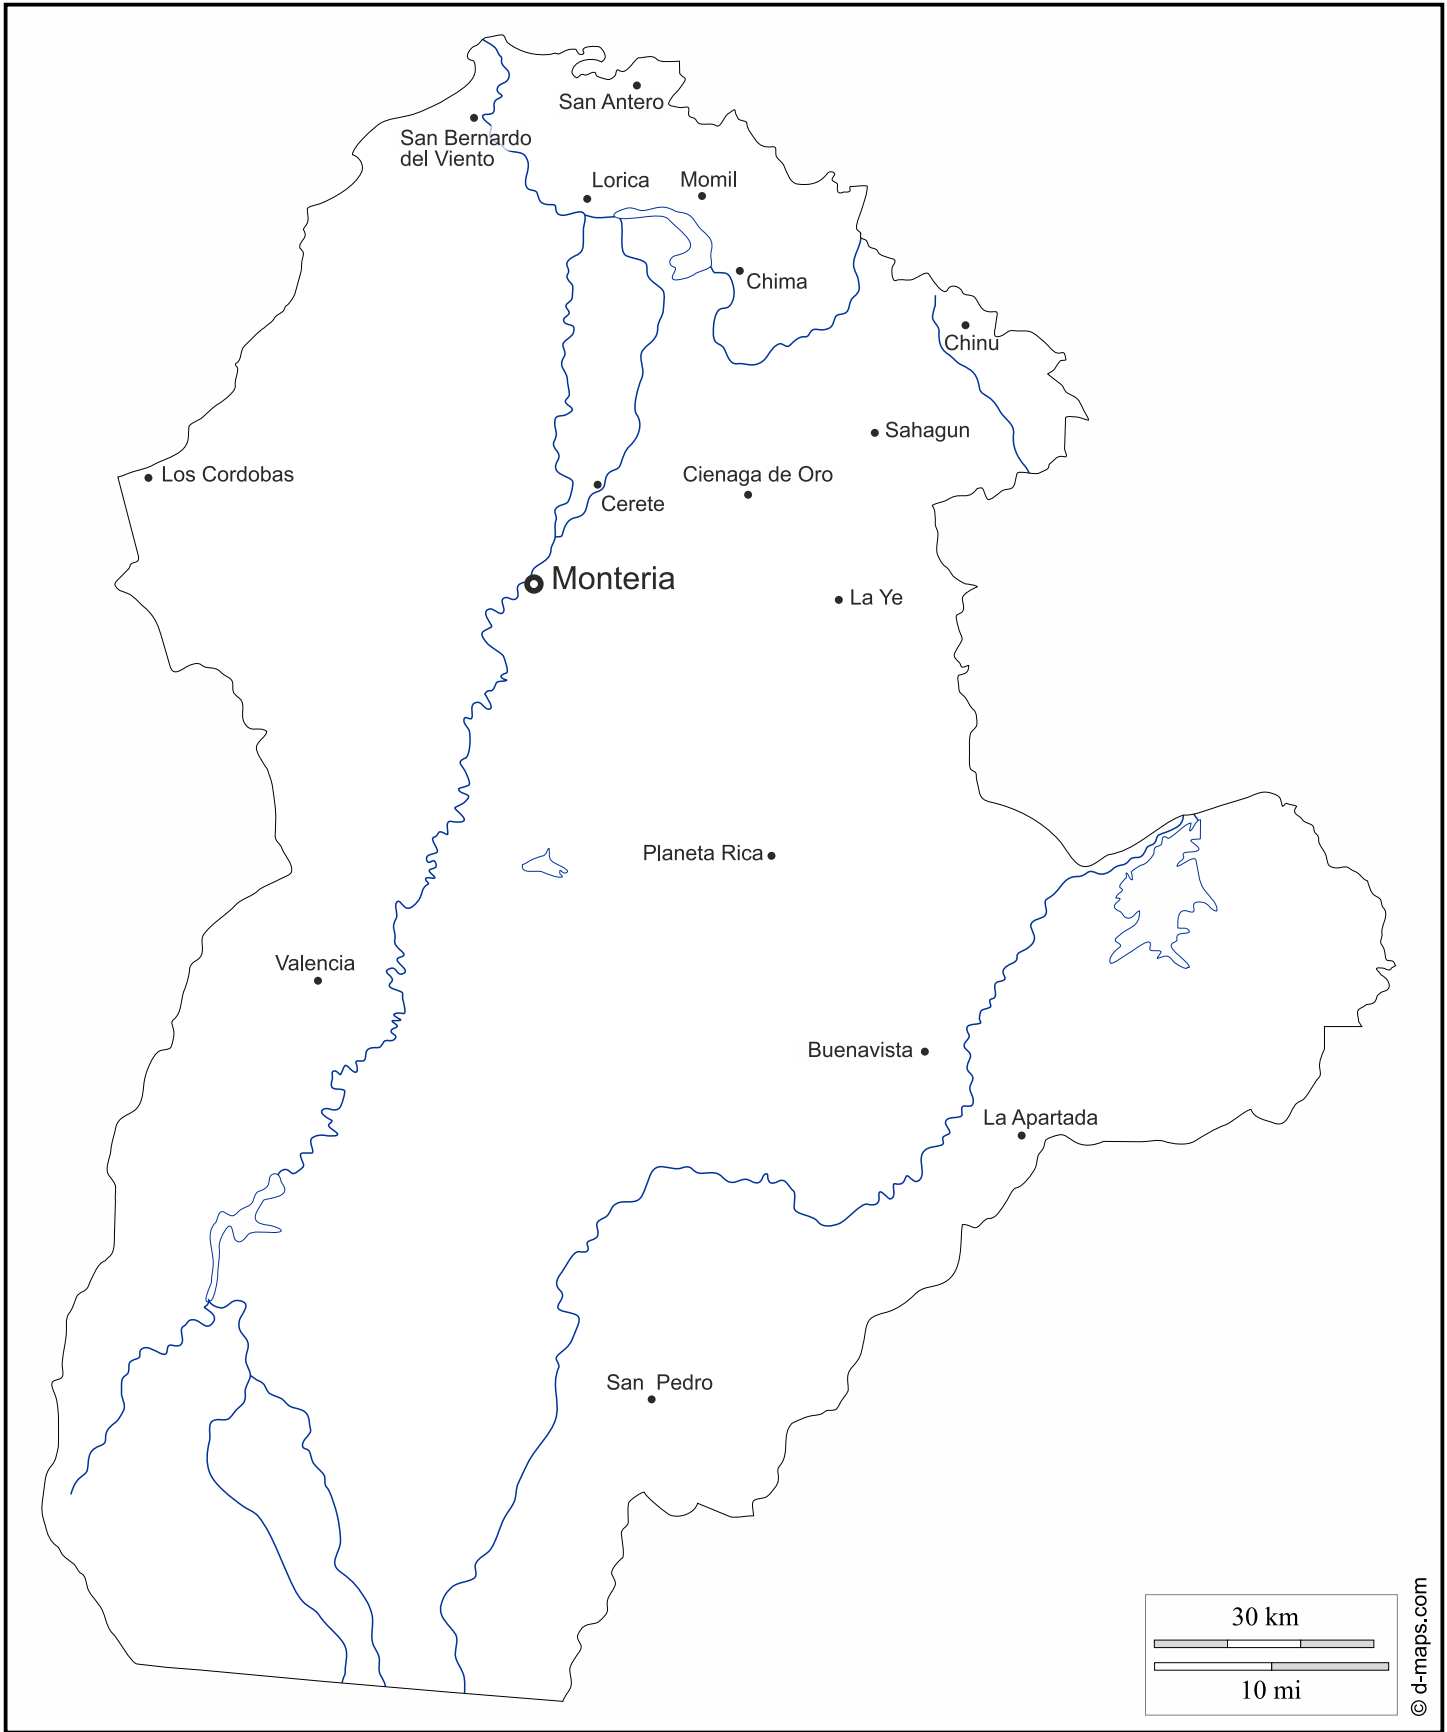 San Antero
San Bernardo
del Viento
Lorica
Momil
Chima
Chinu
Sahagun
Los Cordobas
Cienaga de Oro
Cerete
Monteria
La Ye
Planeta Rica
Valencia
Buenavista
La Apartada
San Pedro
30 km
10 mi
© d-maps.com